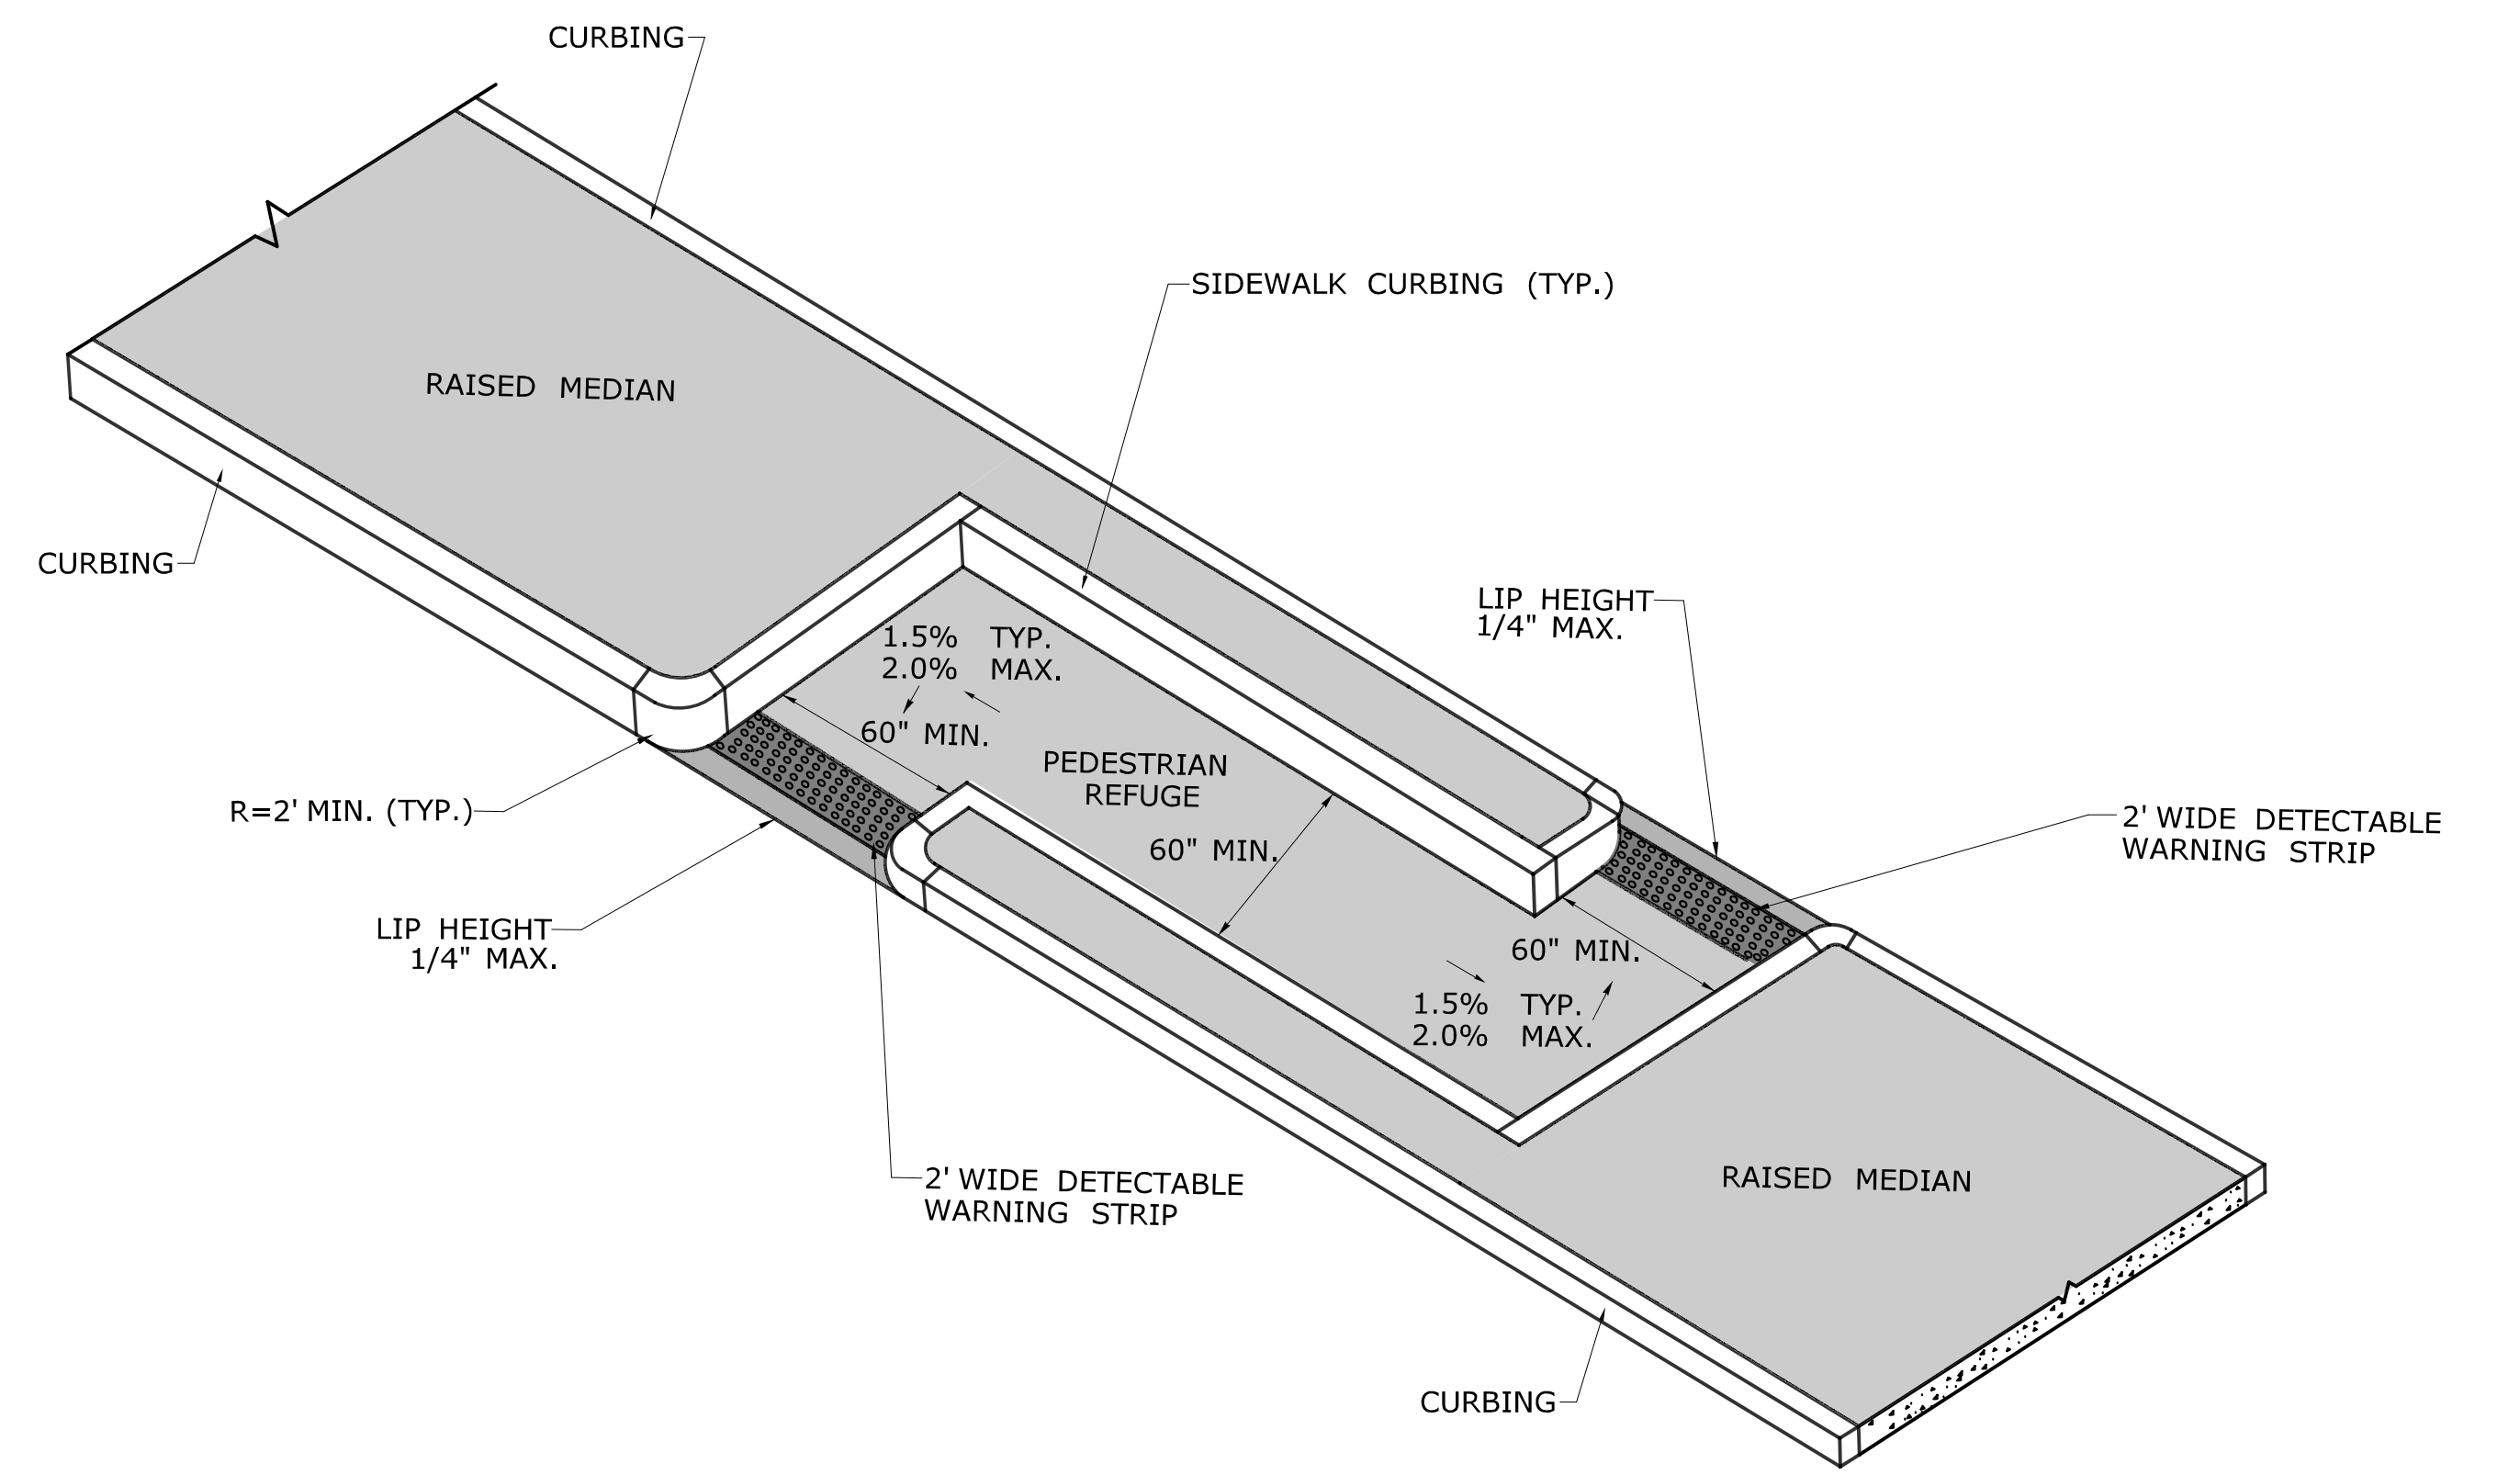 CURBING
SIDEWALK CURBING (TYP.)
RAISED MEDIAN
CURBING
LIP HEIGHT
1/4" MAX.
1.5% TYP.
2.0% MAX.
60" MIN.
PEDESTRIAN
REFUGE
60" MIN.
R=2' MIN. (TYP.)
2' WIDE DETECTABLE
WARNING STRIP
LIP HEIGHT
1/4" MAX.
60" MIN.
1.5% TYP.
2.0% MAX.
2' WIDE DETECTABLE
WARNING STRIP
RAISED MEDIAN
CURBING